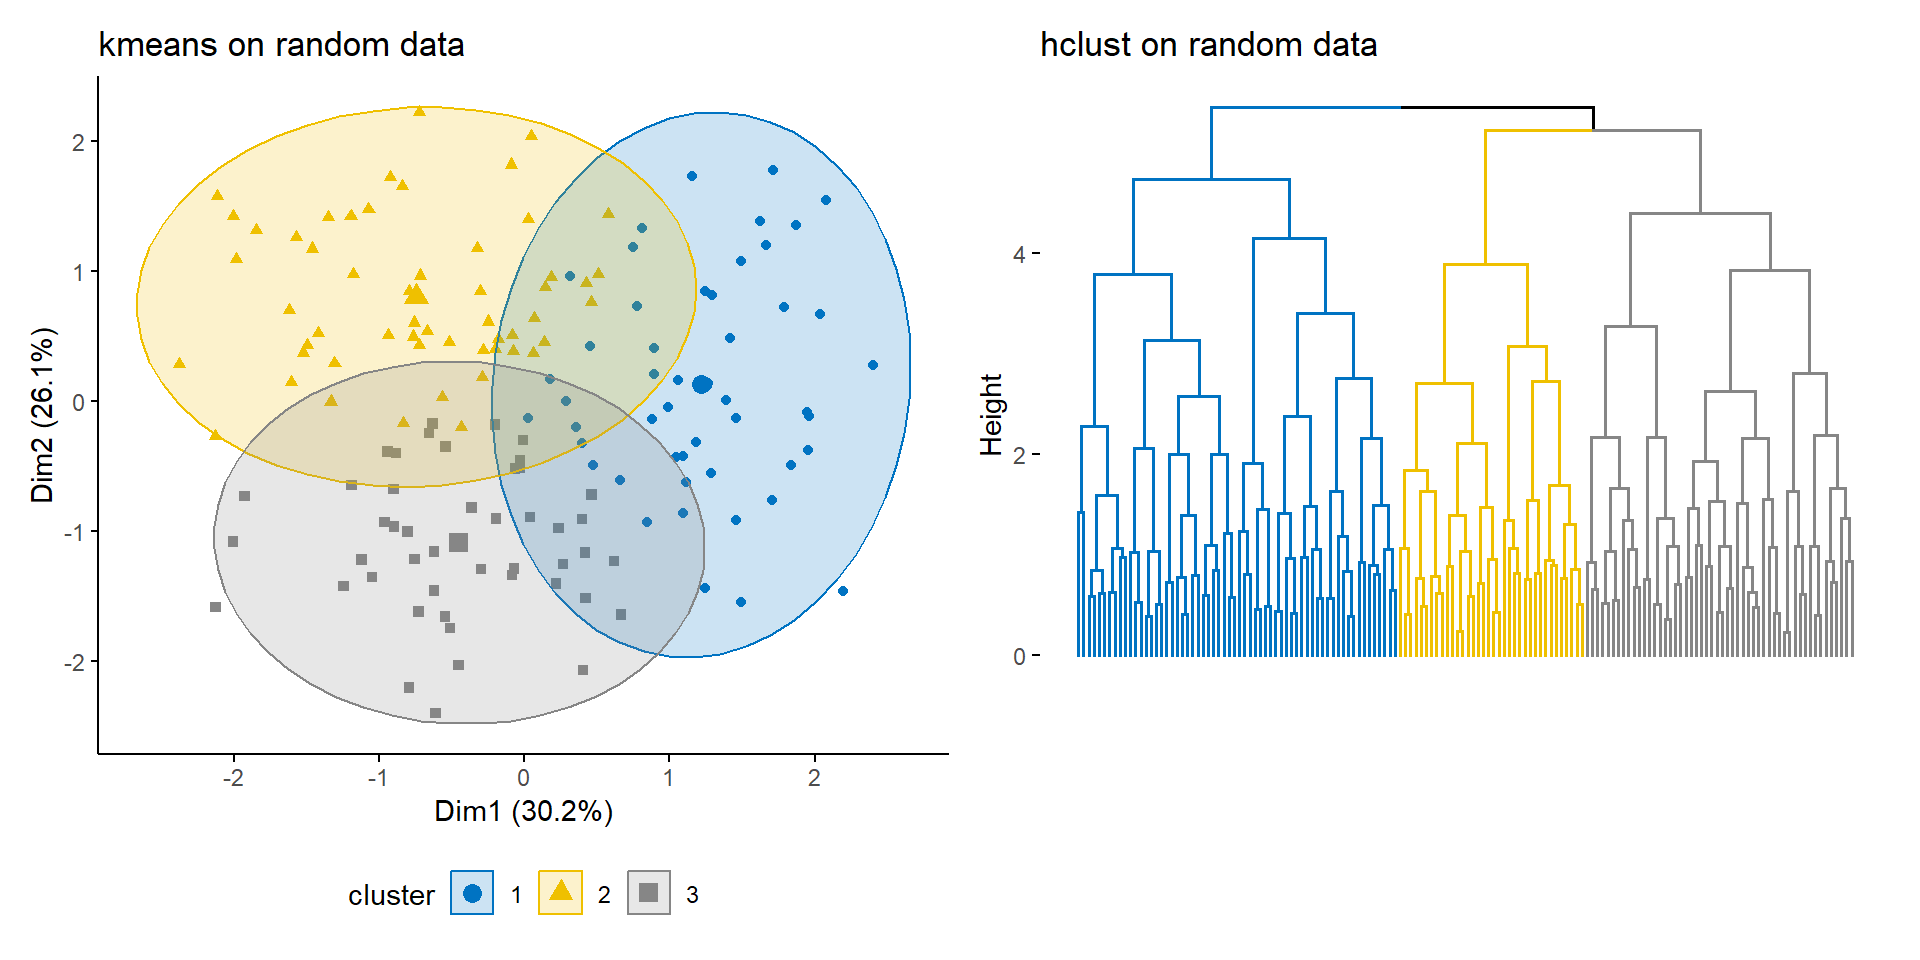 kmeans on random data
2
1
0
-1
-2
Dim2 (26.1%)
-2 -1 0 1 2
Dim1 (30.2%)
cluster 1 2 3
hclust on random data
4
2
0
Height